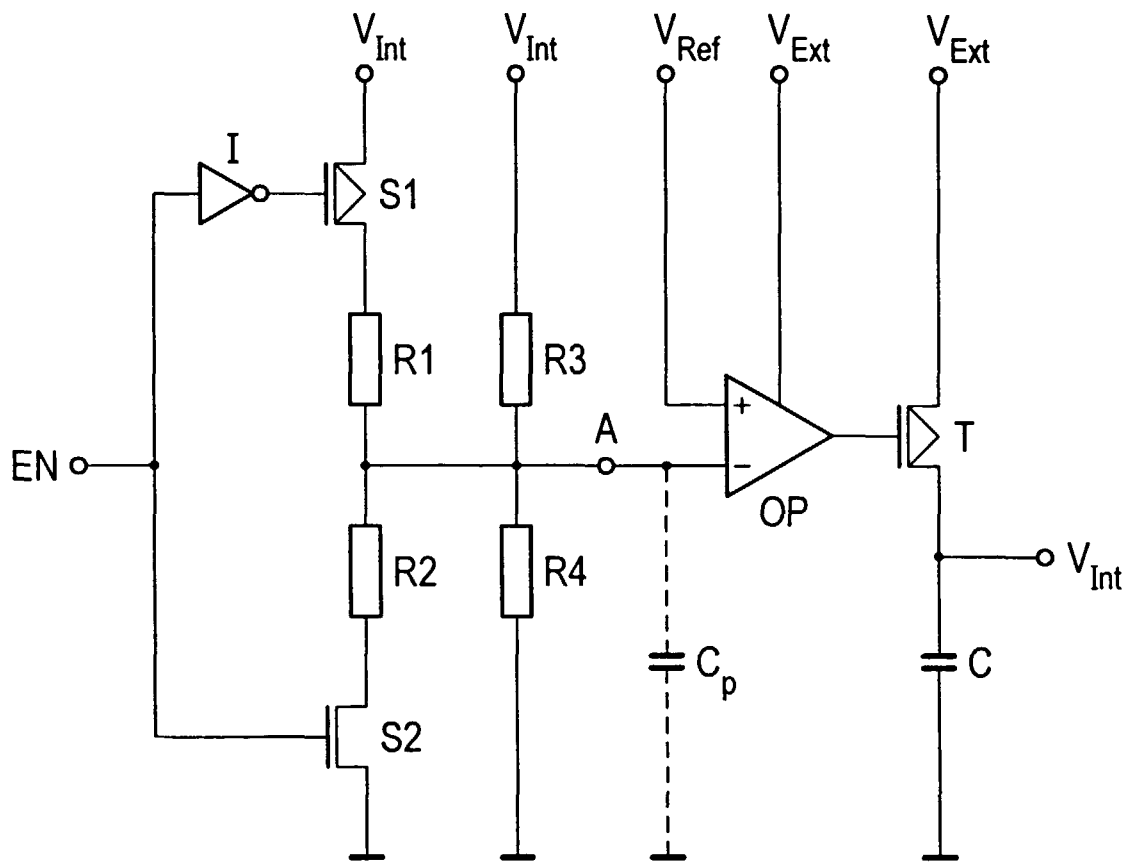 V_Int V_Int V_Ref V_Ext V_Ext
I
S1
R1 R3
+
A T
EN −
OP
R2 R4
V_Int
C_p C
S2